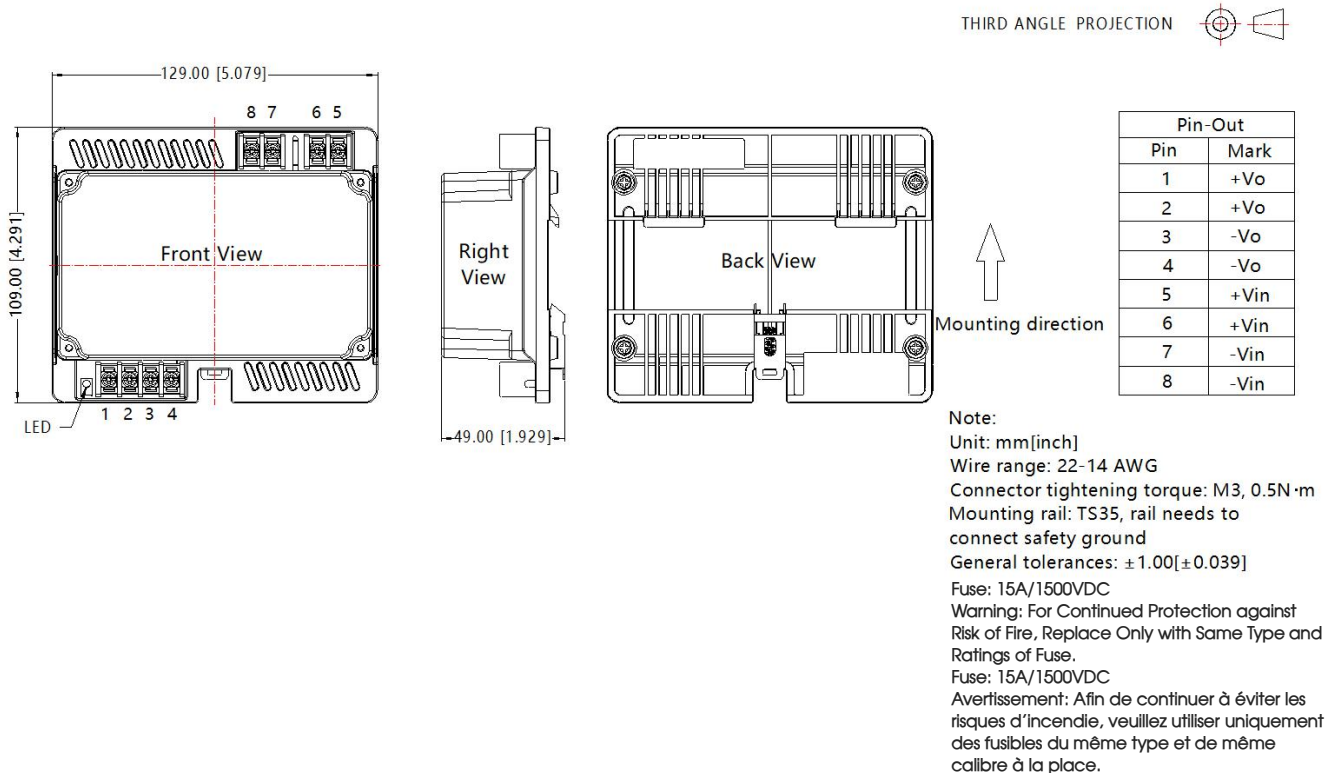 THIRD ANGLE PROJECTION
129.00 [5.079]
8 7 6 5
109.00 [4.291]
Front View
LED
1 2 3 4
Right
View
49.00 [1.929]
Back View
Mounting direction
Pin-Out
Pin Mark
1 +Vo
2 +Vo
3 -Vo
4 -Vo
5 +Vin
6 +Vin
7 -Vin
8 -Vin
Note:
Unit: mm[inch]
Wire range: 22-14 AWG
Connector tightening torque: M3, 0.5N·m
Mounting rail: TS35, rail needs to
connect safety ground
General tolerances: ±1.00[±0.039]
Fuse: 15A/1500VDC
Warning: For Continued Protection against
Risk of Fire, Replace Only with Same Type and
Ratings of Fuse.
Fuse: 15A/1500VDC
Avertissement: Afin de continuer à éviter les
risques d'incendie, veuillez utiliser uniquement
des fusibles du même type et de même
calibre à la place.